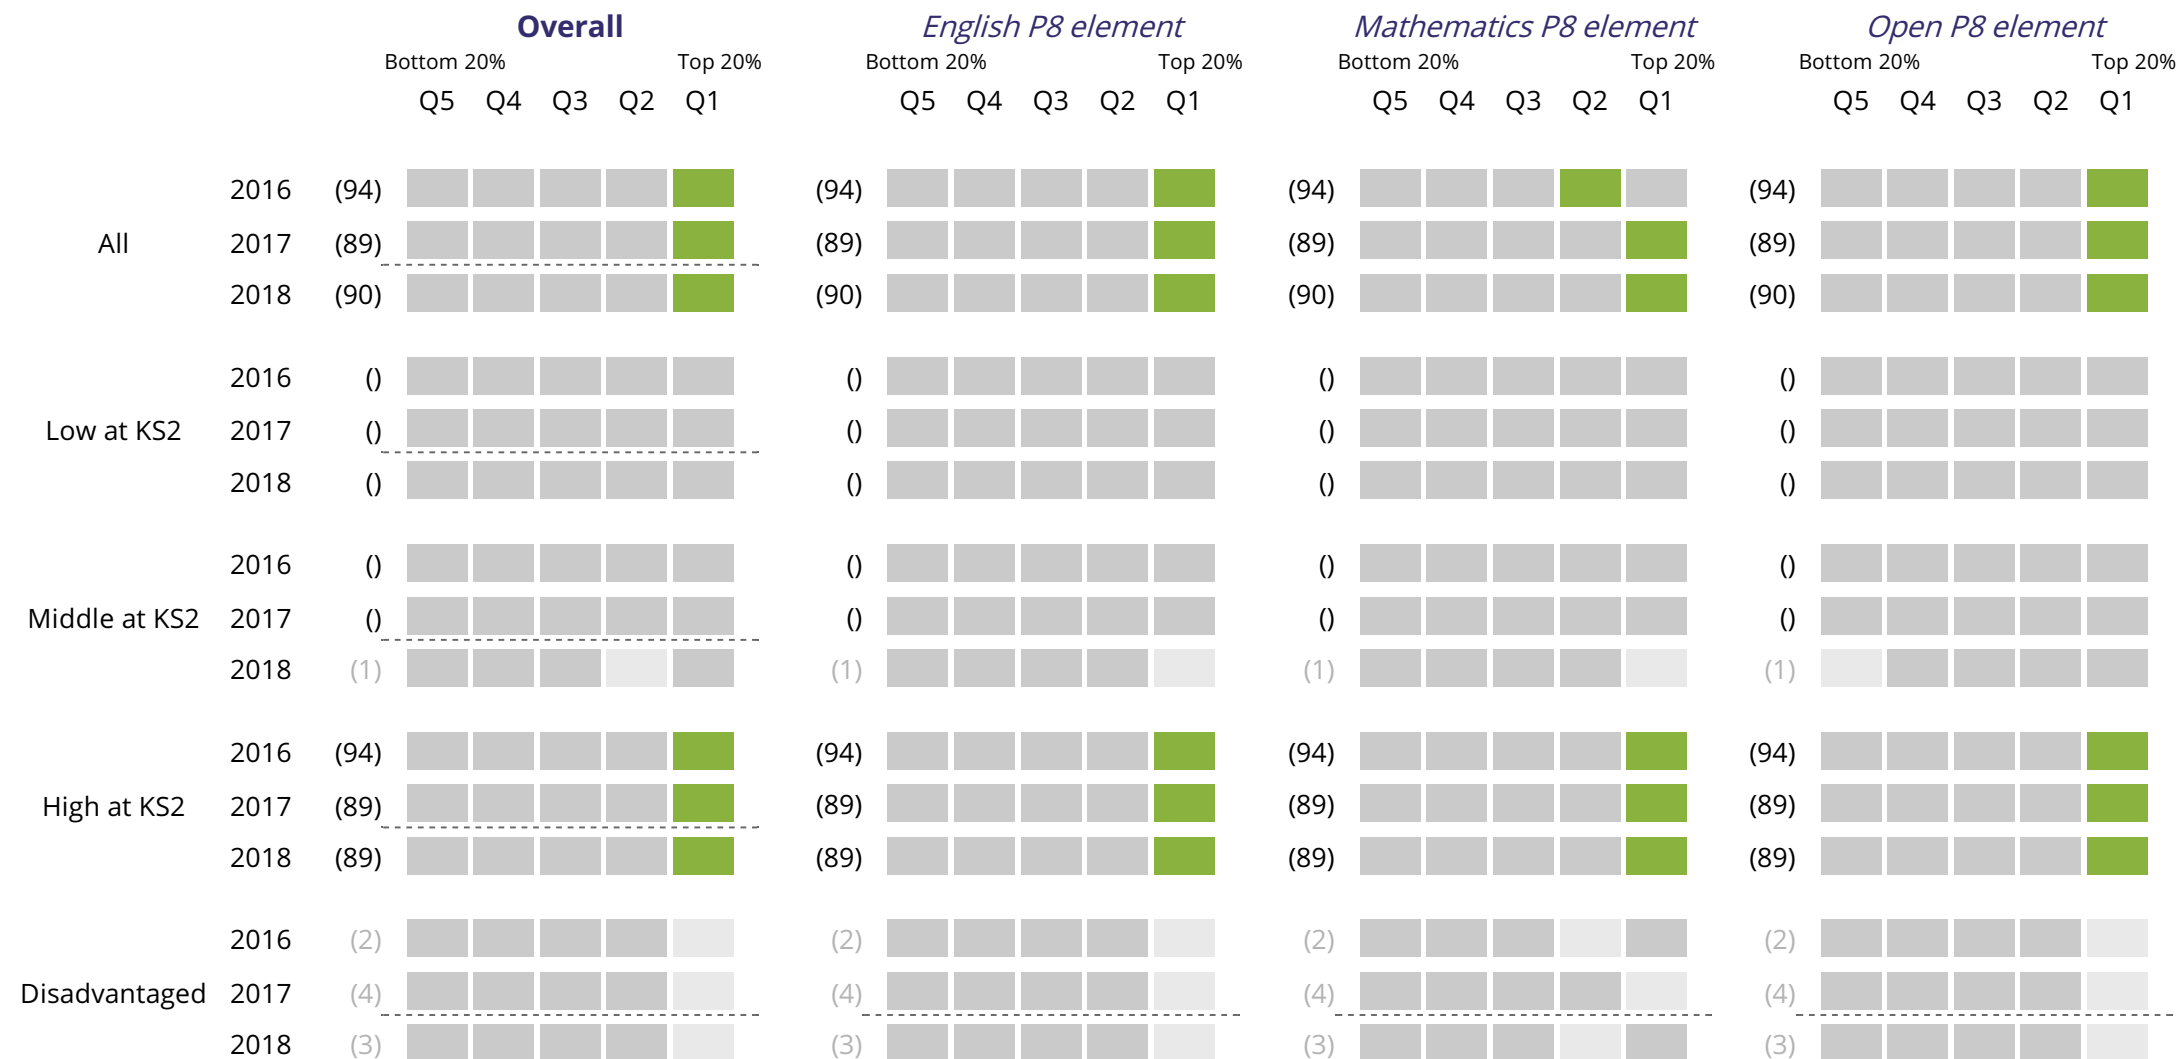 Overall English P8 element Mathematics P8 element Open P8 element
Bottom 20% Top 20% Bottom 20% Top 20% Bottom 20% Top 20% Bottom 20% Top 20%
Q5 Q4 Q3 Q2 Q1 Q5 Q4 Q3 Q2 Q1 Q5 Q4 Q3 Q2 Q1 Q5 Q4 Q3 Q2 Q1
2016 (94) (94) (94) (94)
All 2017 (89) (89) (89) (89)
2018 (90) (90) (90) (90)
2016 () () () ()
Low at KS2 2017 () () () ()
2018 () () () ()
2016 () () () ()
Middle at KS2 2017 () () () ()
2018 (1) (1) (1) (1)
2016 (94) (94) (94) (94)
High at KS2 2017 (89) (89) (89) (89)
2018 (89) (89) (89) (89)
2016 (2) (2) (2) (2)
Disadvantaged 2017 (4) (4) (4) (4)
2018 (3) (3) (3) (3)